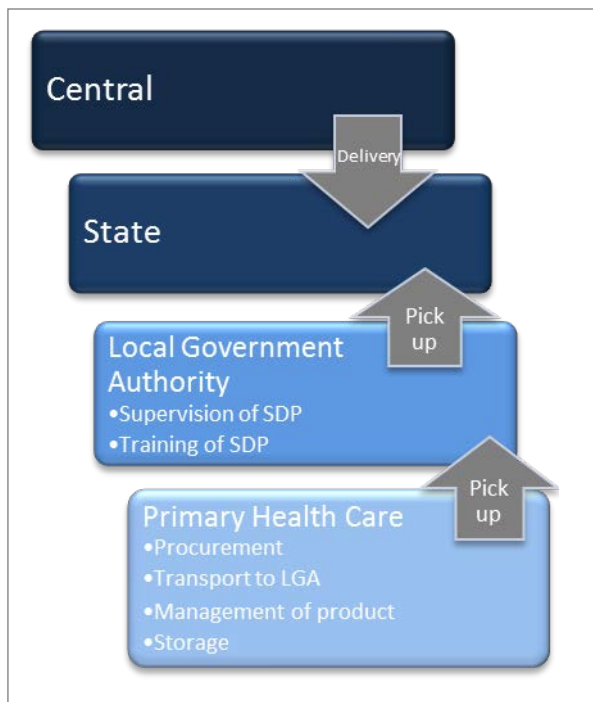 Central
Delivery
State
Pick
up
Local Government
Authority
•Supervision of SDP
•Training of SDP
Pick
up
Primary Health Care
•Procurement
•Transport to LGA
•Management of product
•Storage